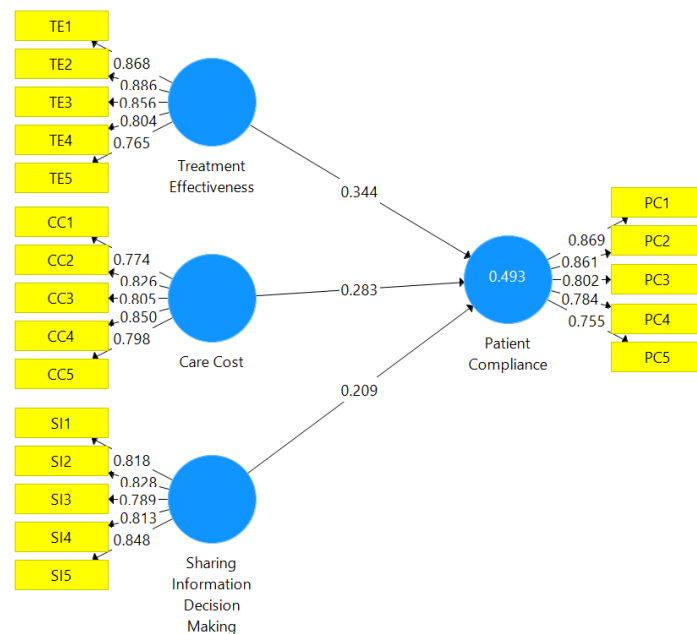 TE1
TE2
TE3
TE4
TE5
0.868
0.886
0.856
0.804
0.765
Treatment
Effectiveness
CC1
CC2
CC3
CC4
CC5
0.774
0.826
0.805
0.850
0.798
Care Cost
SI1
SI2
SI3
SI4
SI5
0.818
0.828
0.789
0.813
0.848
Sharing
Information
Decision
Making
0.344
0.283
0.209
0.493
Patient
Compliance
0.869
0.861
0.802
0.784
0.755
PC1
PC2
PC3
PC4
PC5